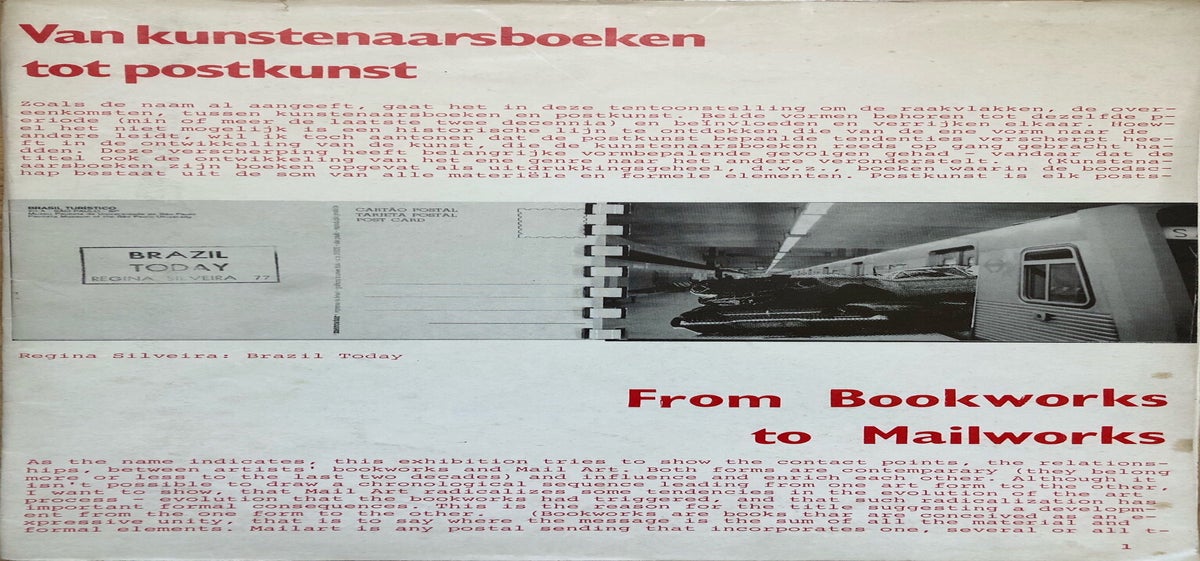 Van kunstenaarsboeken
tot postkunst
Zoals de naam al aangeeft, gaat het in deze tentoonstelling om de raakvlakken, de over-
eenkomsten, tussen kunstenaarsboeken en postkunst. Beide vormen behoren tot dezelfde p-
eriode (min of meer de laatste twee decennia) en beïnvloeden en verrijken elkaar. Hoew-
el het niet mogelijk is een historische lijn te ontdekken die van de ene vorm naar de
andere leidt, wil ik toch aantonen dat de postkunst bepaalde tendenties verscherpt he-
ft in de ontwikkeling van de kunst, die de kunstenaarsboeken reeds op gang gebracht ha-
dden. Deze verscherping heeft belangrijke vormbepalende gevolgen gehad - vandaar dat de
titel ook de ontwikkeling van het ene genre naar het andere veronderstelt. (Kunstena-
aarsboeken zijn boeken opgevat als uitdrukkingsgeheel, d.w.z., boeken waarin de boodsc-
hap bestaat uit de som van alle materiële en formele elementen. Postkunst is elk posts-
BRASIL TURÍSTICO
CARTÃO POSTAL
TARJETA POSTAL
POST CARD
BRAZIL
TODAY
REGINA SILVEIRA 77
S
Regina Silveira: Brazil Today
From Bookworks
to Mailworks
As the name indicates, this exhibition tries to show the contact points, the relations-
hips, between artists' bookworks and Mail Art. Both forms are contemparary (they belong
more or less to the last two decades) and influence and enrich each other. Although it
isn't possible to draw a chronological sequence leading from one art form to the other,
I want to show, that Mail Art radicalizes some tendencies in the evolution of the art
process - evolution that the bookworks had triggered, and that such radicalization has
important formal consequences. This is the reason for the title suggesting a developm-
ent from the one form to the other. (Bookworks are books thar are conceived as an e-
xpressive unity, that is to say where the message is the sum of all the material and
formal elements. Mailart is any postal sending that incorporates one, several or all t-
1